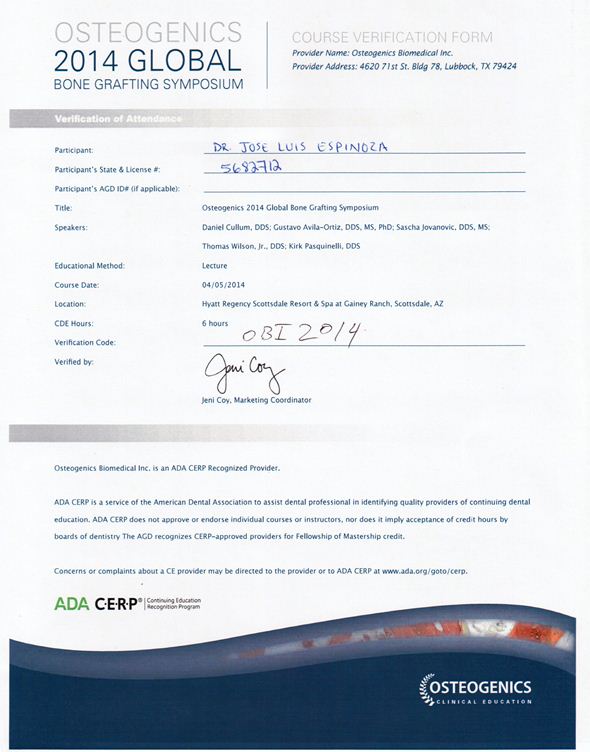 OSTEOGENICS
2014 GLOBAL
BONE GRAFTING SYMPOSIUM
COURSE VERIFICATION FORM
Provider Name: Osteogenics Biomedical Inc.
Provider Address: 4620 71st St. Bldg 78, Lubbock, TX 79424
Verification of Attendance
Participant: DR. JOSE LUIS ESPINOZA
Participant's State & License #: 5682712
Participant's AGD ID# (if applicable):
Title: Osteogenics 2014 Global Bone Grafting Symposium
Speakers: Daniel Cullum, DDS; Gustavo Avila-Ortiz, DDS, MS, PhD; Sascha Jovanovic, DDS, MS;
Thomas Wilson, Jr., DDS; Kirk Pasquinelli, DDS
Educational Method: Lecture
Course Date: 04/05/2014
Location: Hyatt Regency Scottsdale Resort & Spa at Gainey Ranch, Scottsdale, AZ
CDE Hours: 6 hours
Verification Code: OBI 2014
Verified by: Jeni Coy
Jeni Coy, Marketing Coordinator
Osteogenics Biomedical Inc. is an ADA CERP Recognized Provider.
ADA CERP is a service of the American Dental Association to assist dental professional in identifying quality providers of continuing dental
education. ADA CERP does not approve or endorse individual courses or instructors, nor does it imply acceptance of credit hours by
boards of dentistry The AGD recognizes CERP-approved providers for Fellowship of Mastership credit.
Concerns or complaints about a CE provider may be directed to the provider or to ADA CERP at www.ada.org/goto/cerp.
ADA C·E·R·P® | Continuing Education
Recognition Program
OSTEOGENICS
CLINICAL EDUCATION